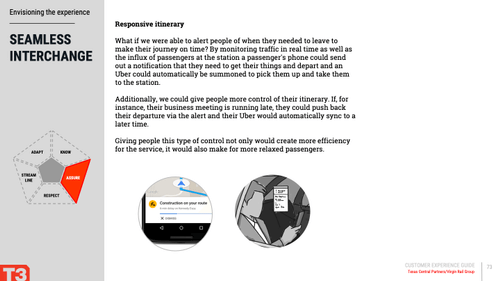 Envisioning the experience
SEAMLESS
INTERCHANGE
Responsive itinerary
What if we were able to alert people of when they needed to leave to
make their journey on time? By monitoring traffic in real time as well as
the influx of passengers at the station a passenger's phone could send
out a notification that they need to get their things and depart and an
Uber could automatically be summoned to pick them up and take them
to the station.
Additionally, we could give people more control of their itinerary. If, for
instance, their business meeting is running late, they could push back
their departure via the alert and their Uber would automatically sync to a
later time.
Giving people this type of control not only would create more efficiency
for the service, it would also make for more relaxed passengers.
ADAPT
KNOW
STREAM
LINE
ASSURE
RESPECT
Construction on your route
T3
CUSTOMER EXPERIENCE GUIDE
Texas Central Partners/Virgin Rail Group